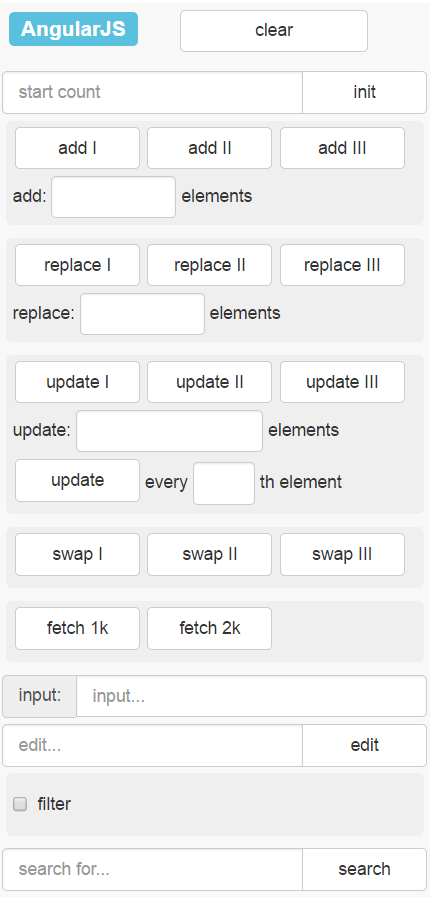 AngularJS clear
start count init
add I add II add III
add: elements
replace I replace II replace III
replace: elements
update I update II update III
update: elements
update every th element
swap I swap II swap III
fetch 1k fetch 2k
input: input...
edit... edit
filter
search for... search